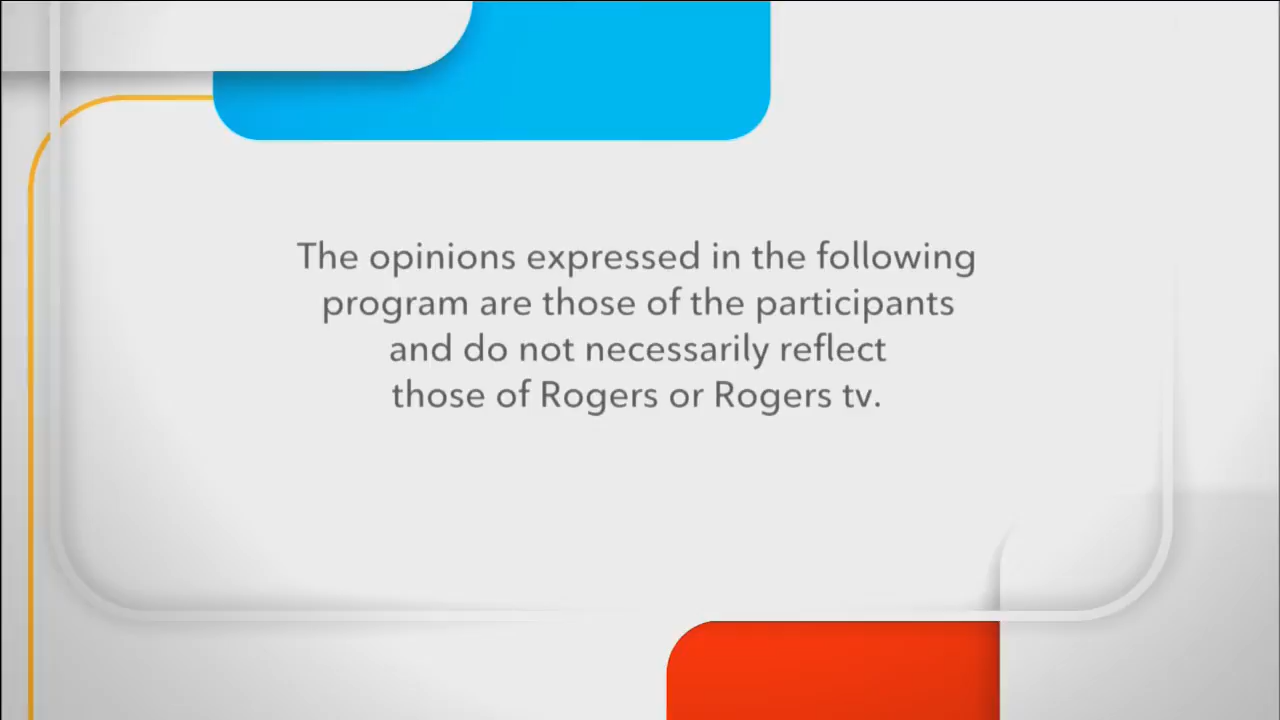 The opinions expressed in the following
program are those of the participants
and do not necessarily reflect
those of Rogers or Rogers tv.